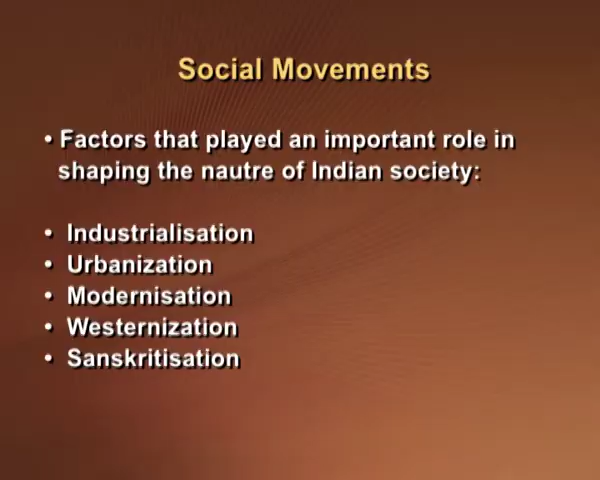 Social Movements
• Factors that played an important role in
shaping the nautre of Indian society:
• Industrialisation
• Urbanization
• Modernisation
• Westernization
• Sanskritisation